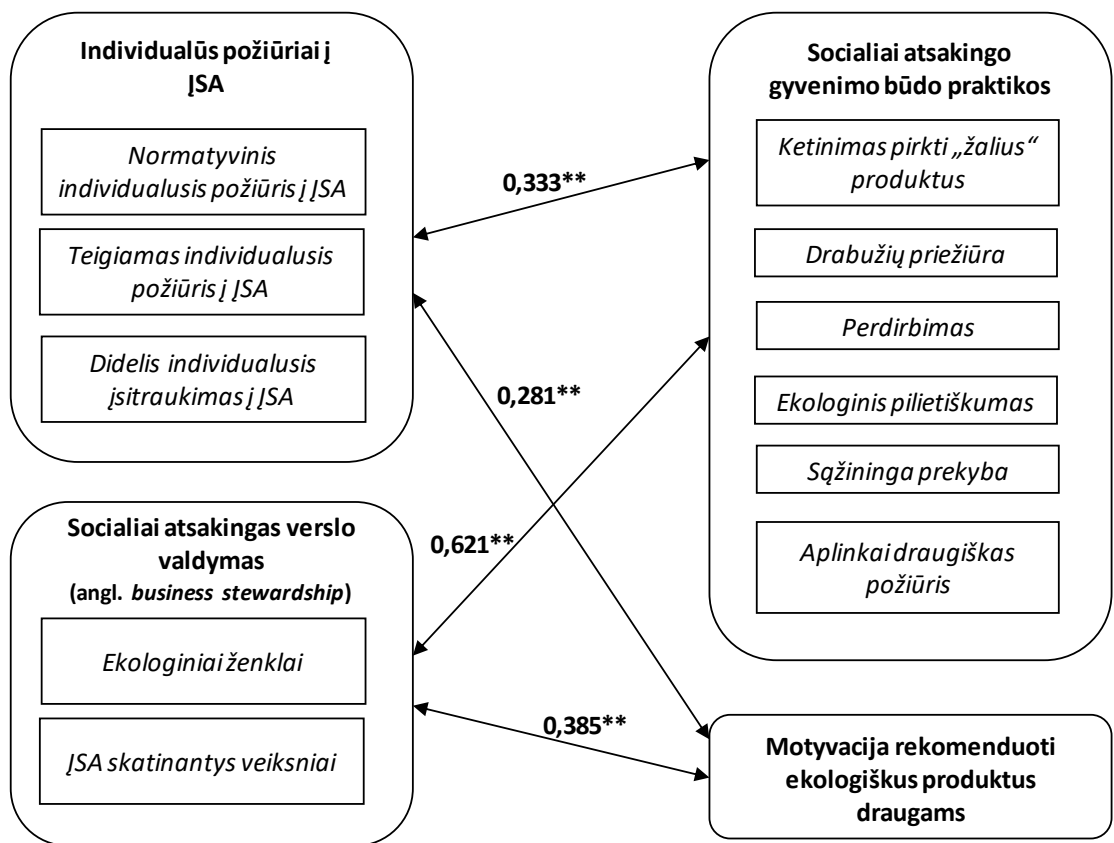 Individualūs požiūriai į
ĮSA
Normatyvinis
individualusis požiūris į ĮSA
Teigiamas individualusis
požiūris į ĮSA
Didelis individualusis
įsitraukimas į ĮSA
Socialiai atsakingas verslo
valdymas
(angl. business stewardship)
Ekologiniai ženklai
ĮSA skatinantys veiksniai
0,333**
0,281**
0,621**
0,385**
Socialiai atsakingo
gyvenimo būdo praktikos
Ketinimas pirkti „žalius“
produktus
Drabužių priežiūra
Perdirbimas
Ekologinis pilietiškumas
Sąžininga prekyba
Aplinkai draugiškas
požiūris
Motyvacija rekomenduoti
ekologiškus produktus
draugams